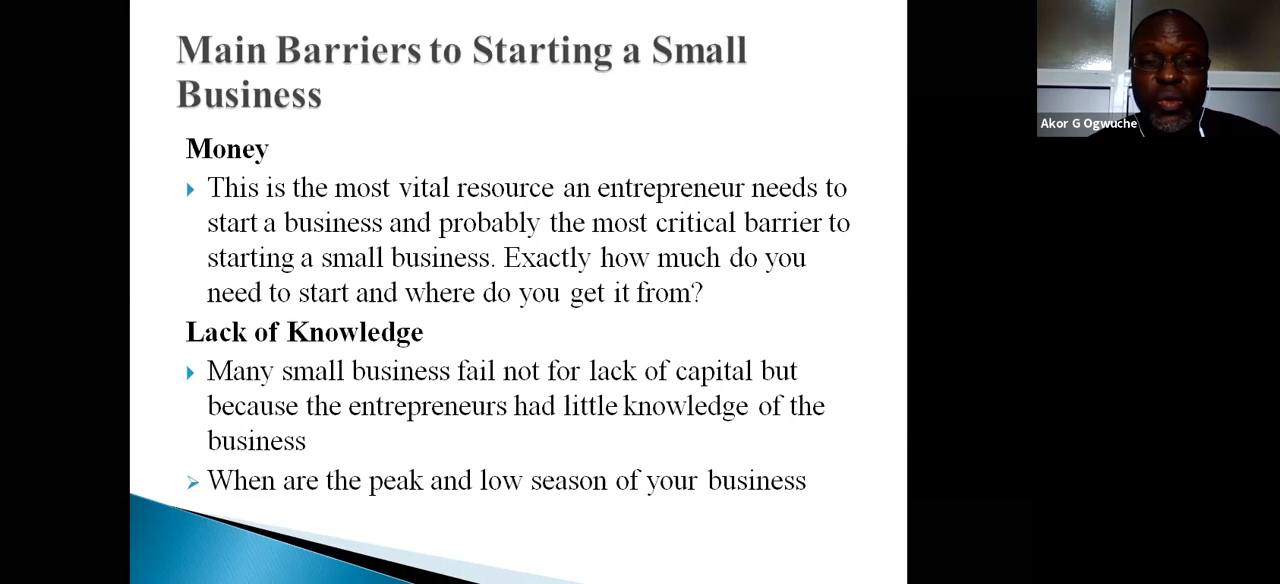 Main Barriers to Starting a Small
Business
Money
This is the most vital resource an entrepreneur needs to
start a business and probably the most critical barrier to
starting a small business. Exactly how much do you
need to start and where do you get it from?
Lack of Knowledge
Many small business fail not for lack of capital but
because the entrepreneurs had little knowledge of the
business
When are the peak and low season of your business
Akor G Ogwuche